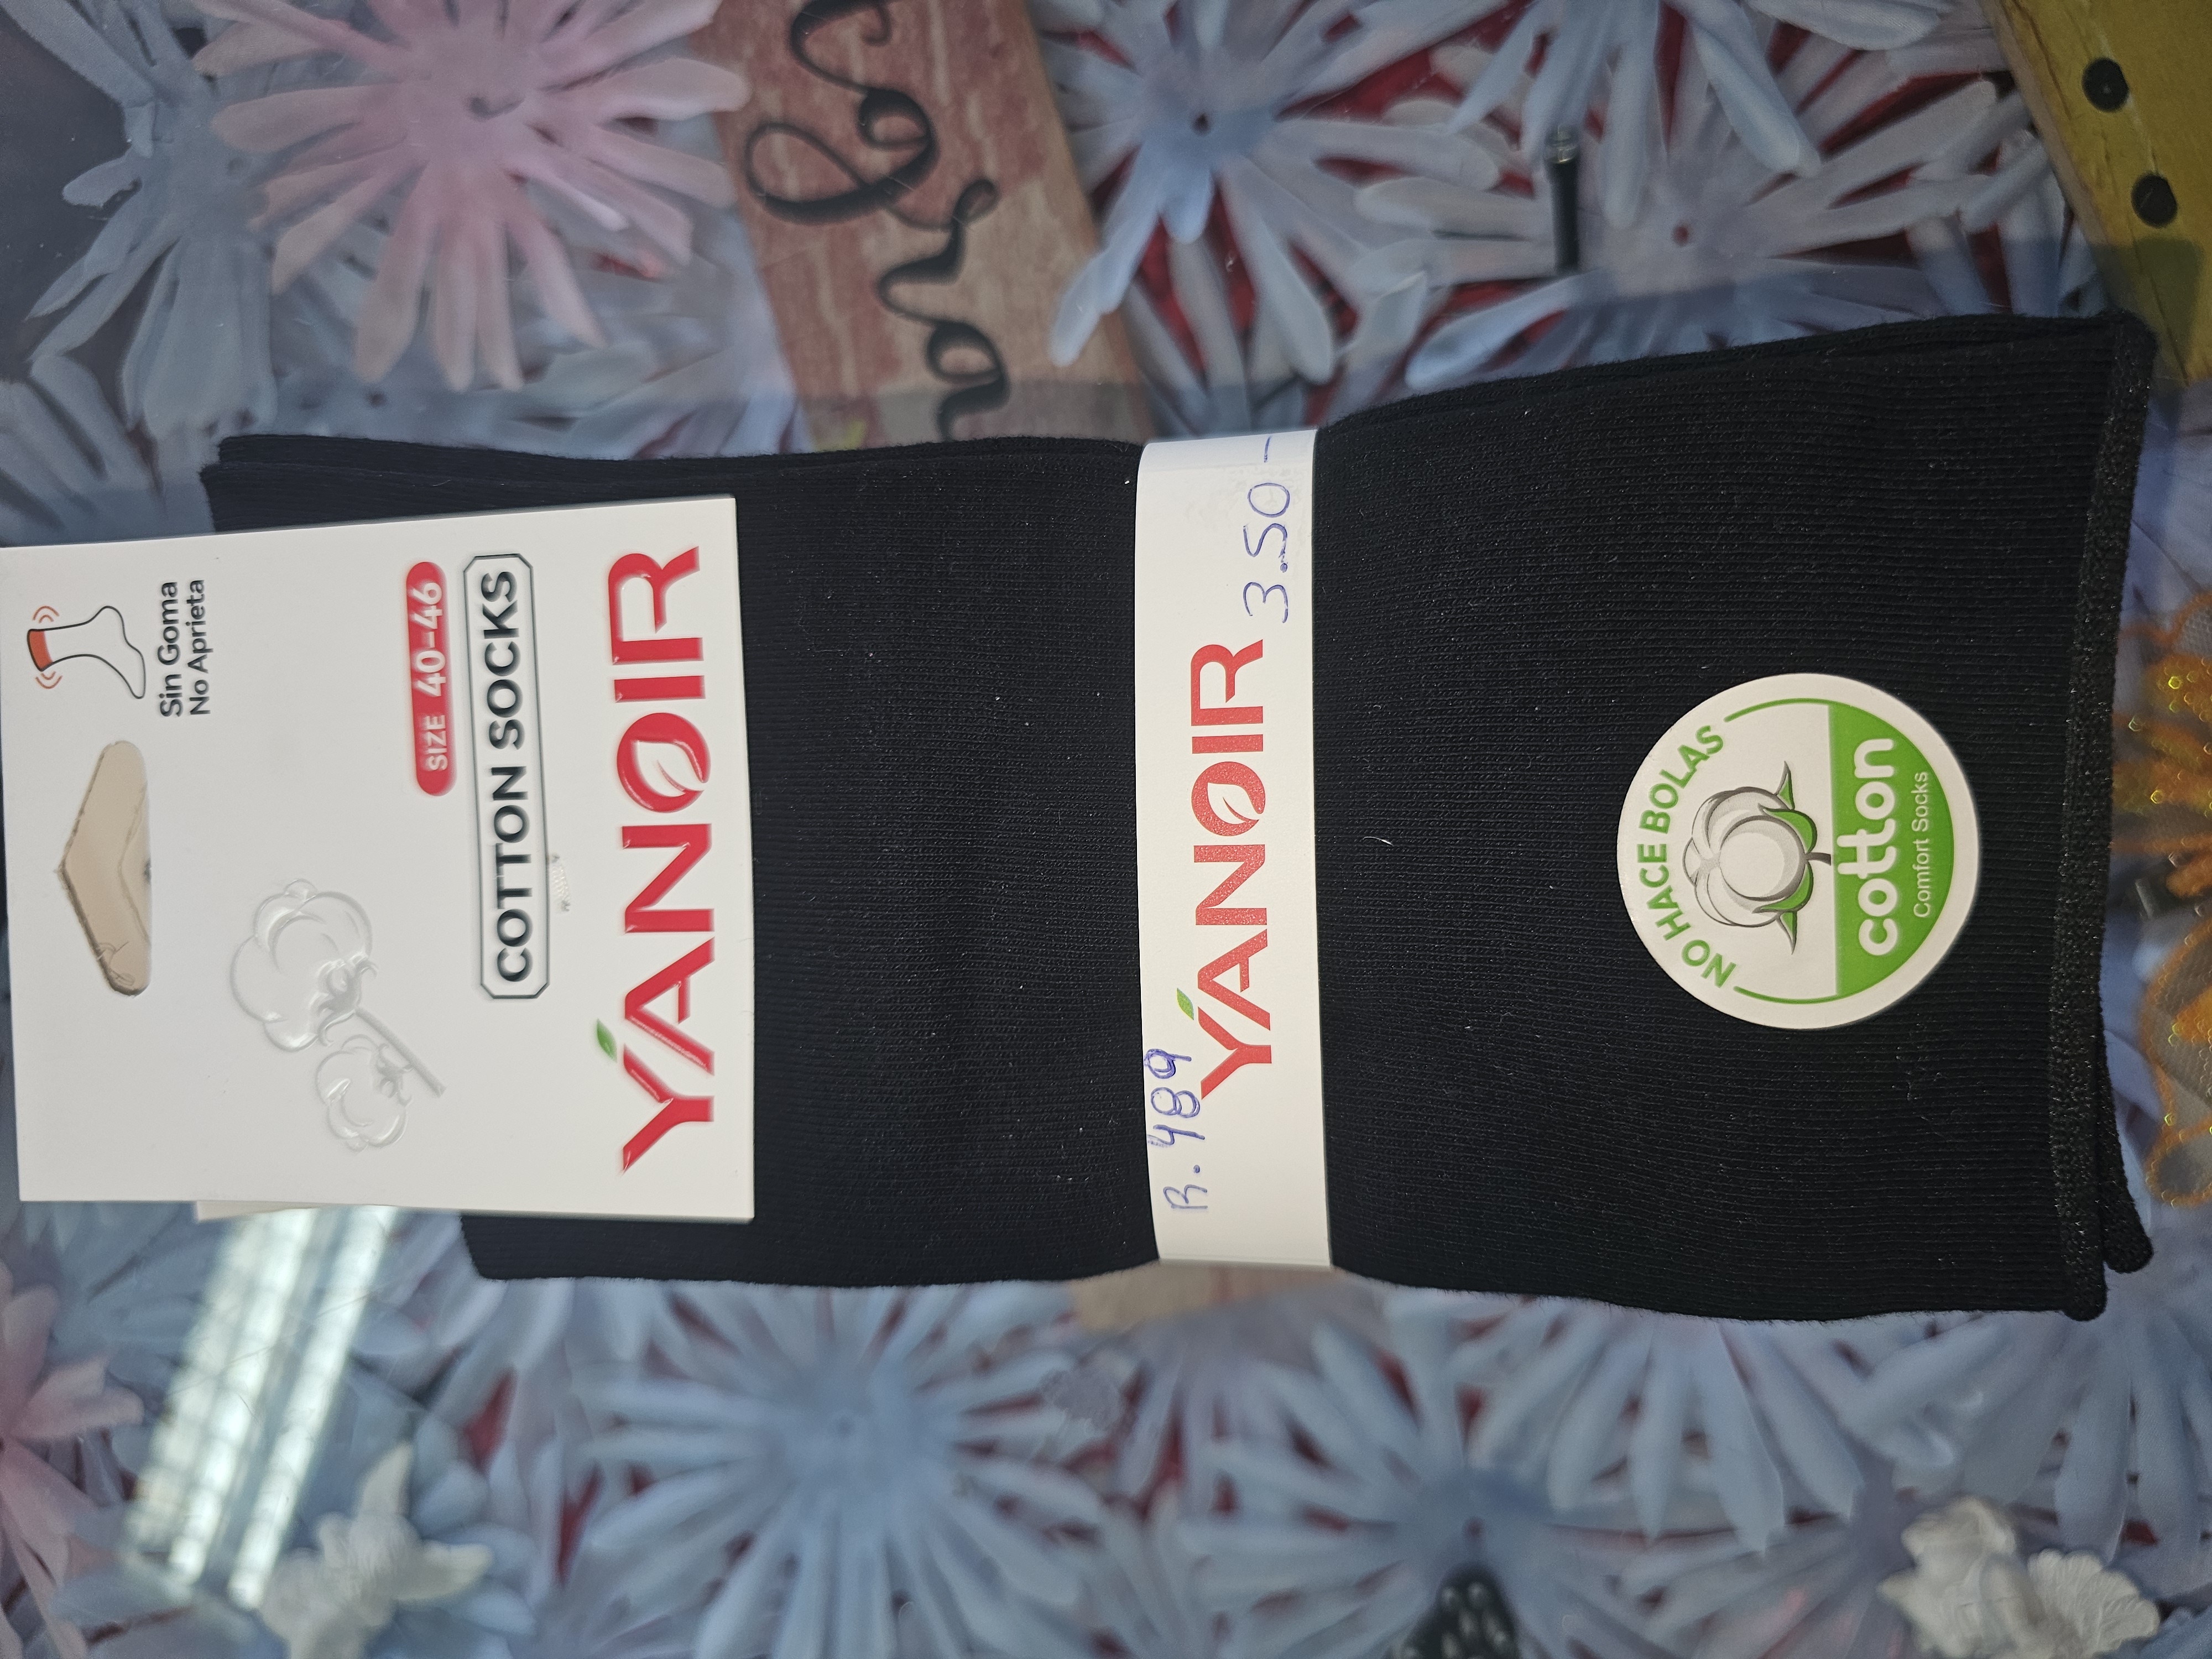 YANOIR
COTTON SOCKS
SIZE 40-46
Sin Goma
No Aprieta
R.489
YANOIR
3.50-
NO HACE BOLAS
cotton
Comfort Socks